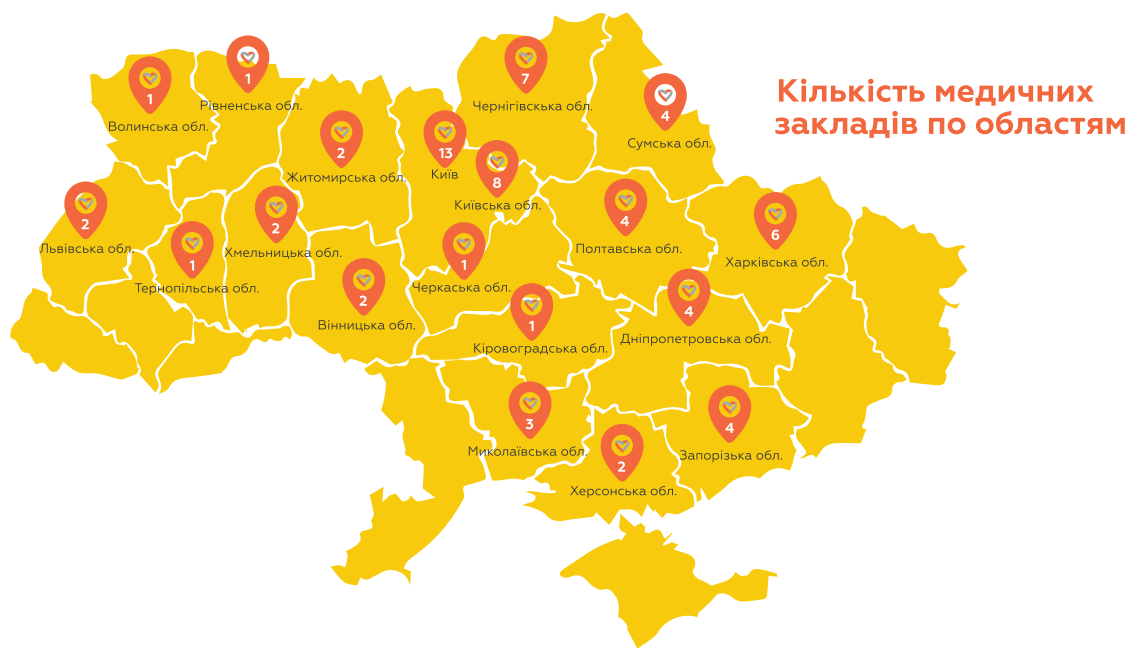 Кількість медичних
закладів по областям
7
Чернігівскька обл.
1
Рівненська обл.
1
Волинська обл.
4
Сумська обл.
2
Житомирська обл.
13
Київ
8
Київська обл.
2
Львівська обл.
2
Хмельницька обл.
1
Тернопільська обл.
4
Полтавська обл.
6
Харківська обл.
1
Черкаська обл.
2
Вінницька обл.
1
Кіровоградська обл.
4
Дніпропетровська обл.
3
Миколаївська обл.
4
Запорізька обл.
2
Херсонська обл.